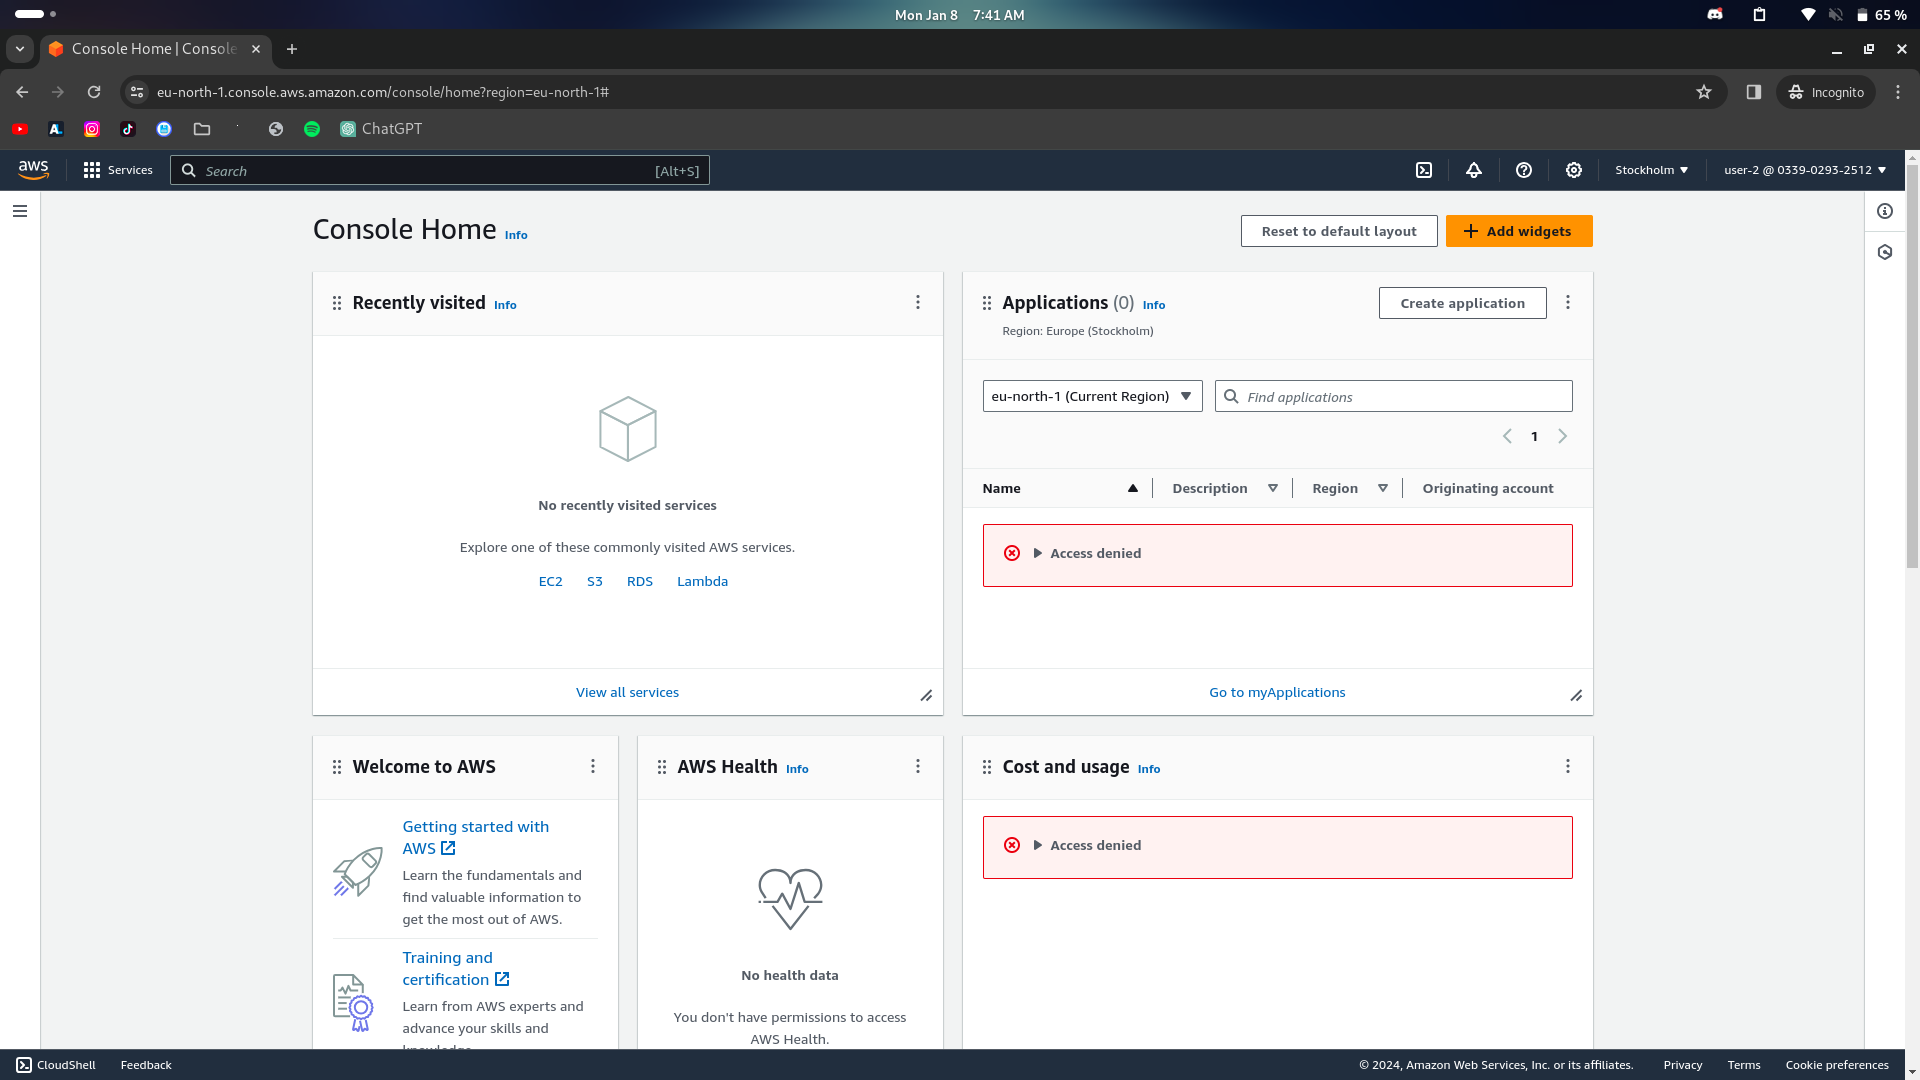 Mon Jan 8 7:41 AM
65 %
Console Home | Console
eu-north-1.console.aws.amazon.com/console/home?region=eu-north-1#
Incognito
ChatGPT
aws
Services
Search
[Alt+S]
Stockholm
user-2 @ 0339-0293-2512
Console Home Info
Reset to default layout
Add widgets
Recently visited Info
No recently visited services
Explore one of these commonly visited AWS services.
EC2 S3 RDS Lambda
View all services
Applications (0) Info
Region: Europe (Stockholm)
Create application
eu-north-1 (Current Region)
Find applications
1
Name Description Region Originating account
Access denied
Go to myApplications
Welcome to AWS
Getting started with
AWS
Learn the fundamentals and
find valuable information to
get the most out of AWS.
Training and
certification
Learn from AWS experts and
advance your skills and
knowledge.
AWS Health Info
No health data
You don't have permissions to access
AWS Health.
Cost and usage Info
Access denied
CloudShell
Feedback
© 2024, Amazon Web Services, Inc. or its affiliates.
Privacy
Terms
Cookie preferences